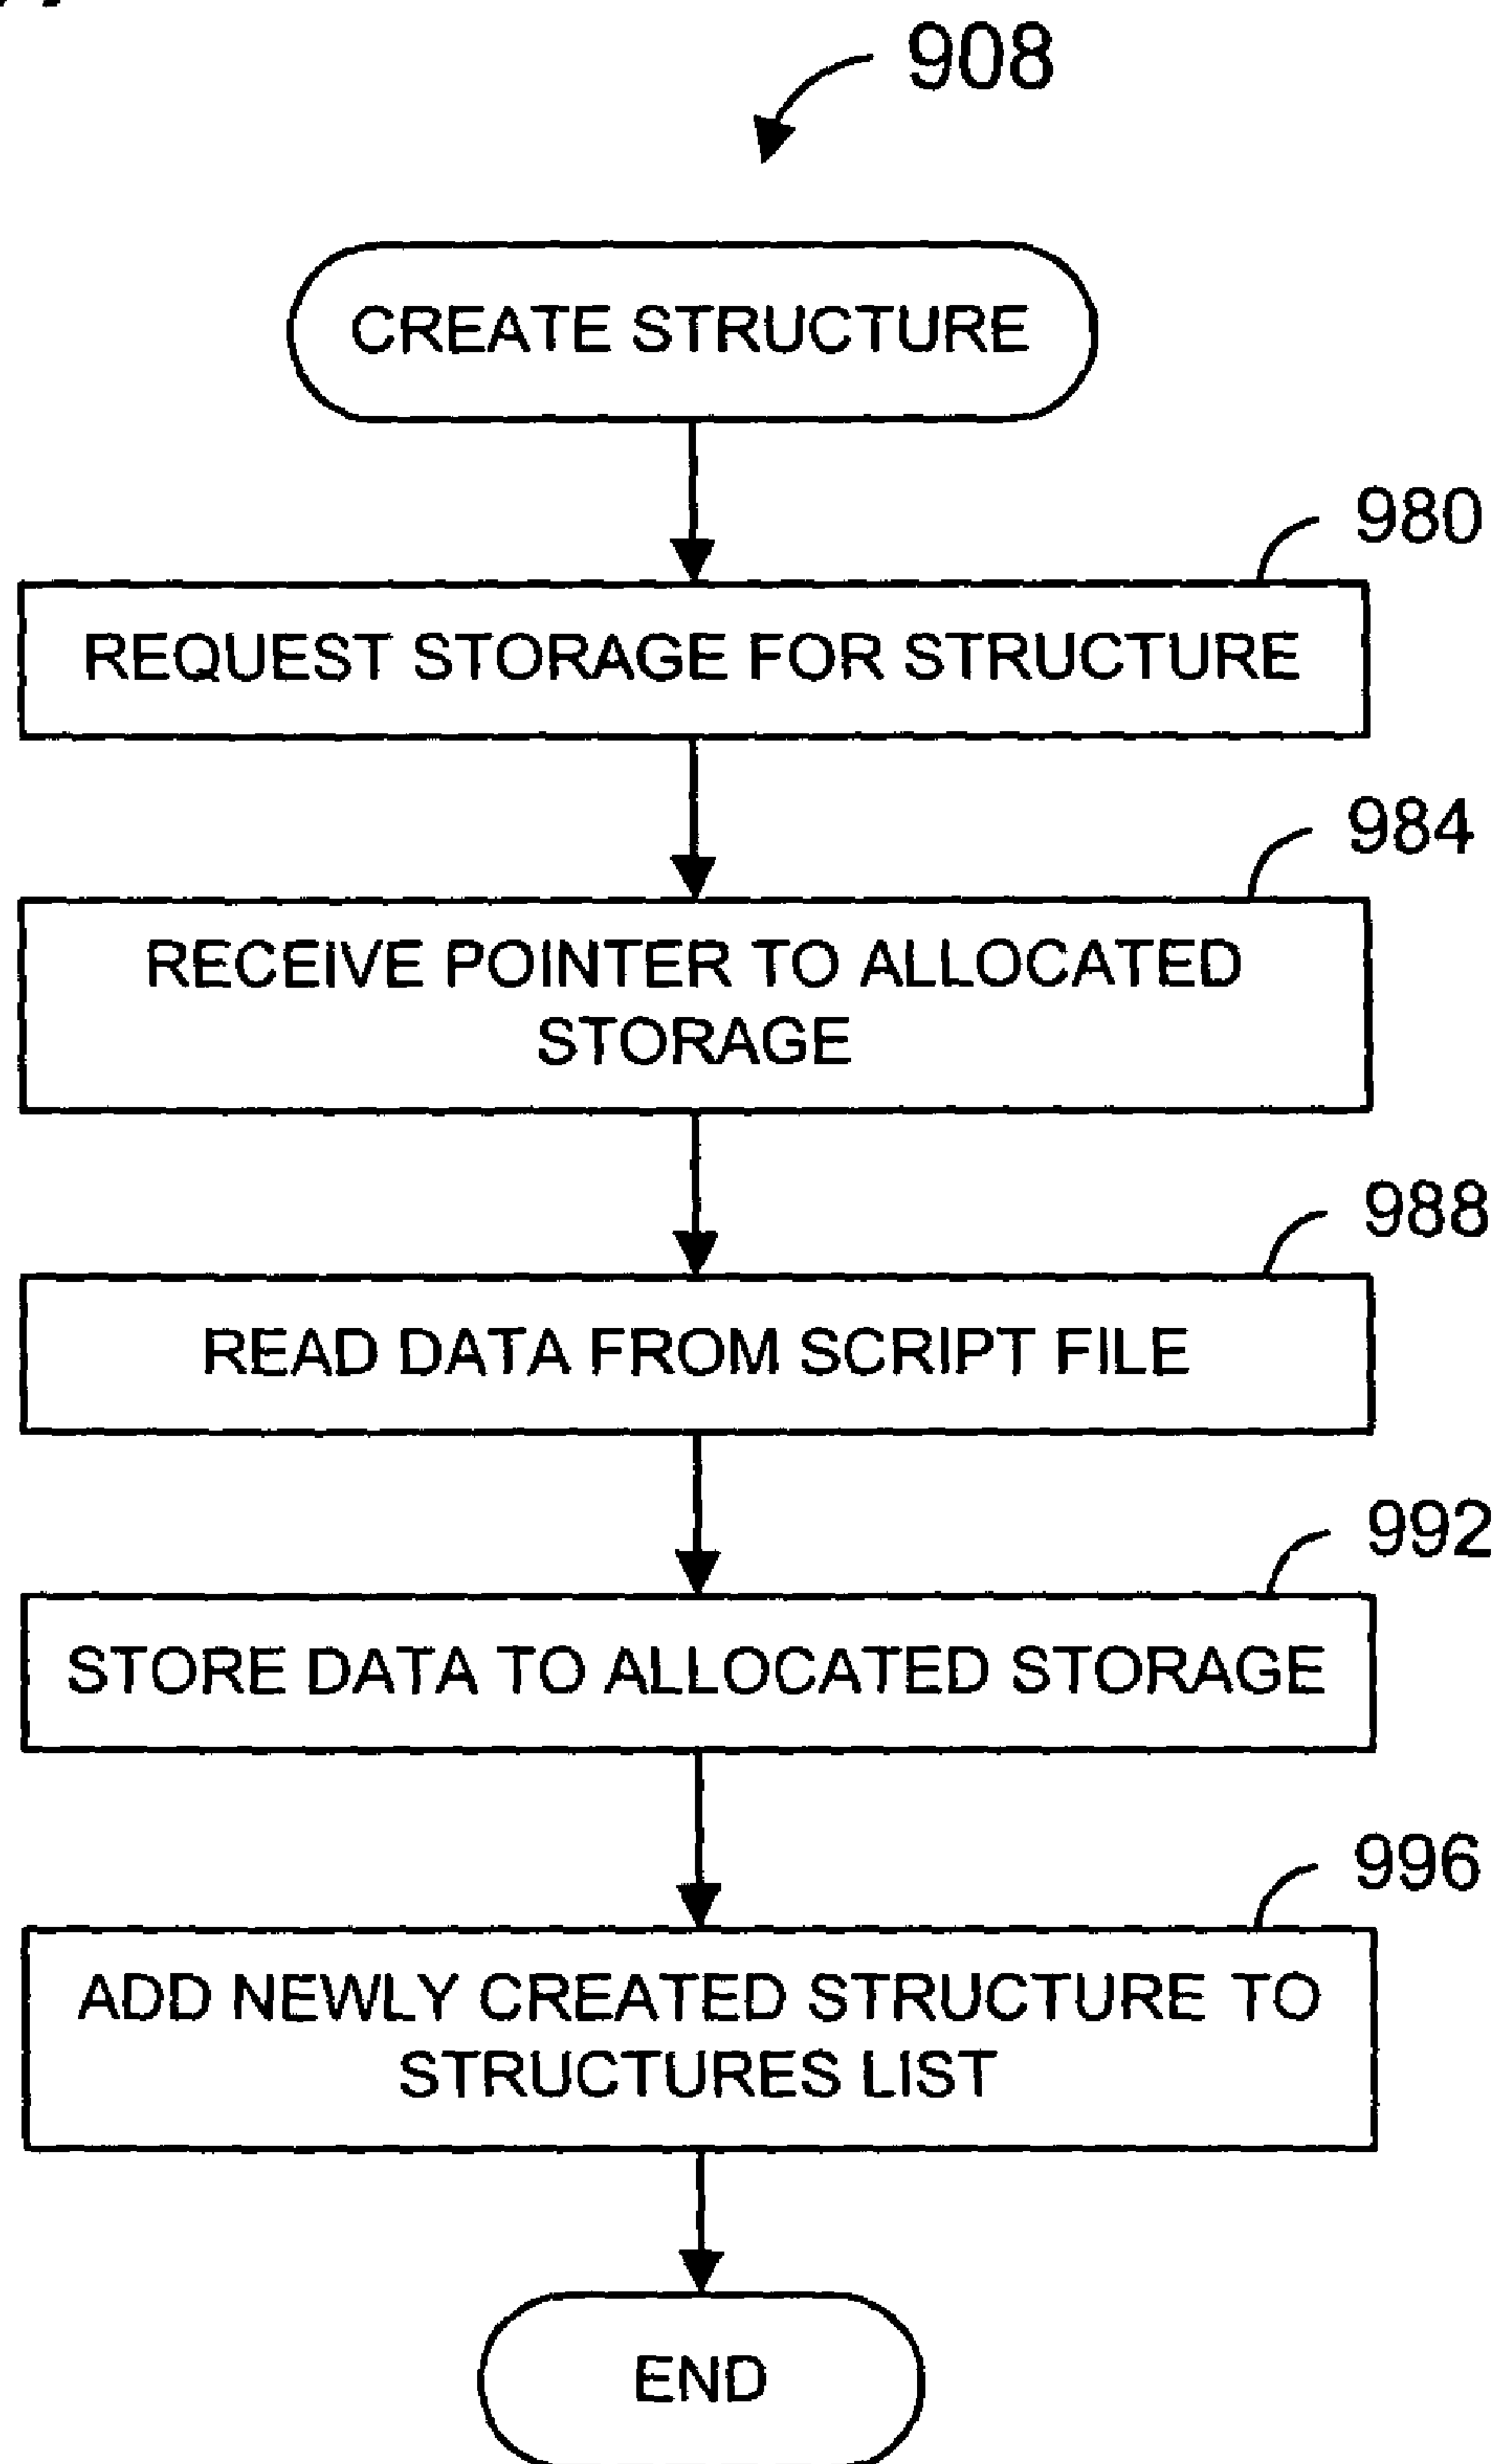 908
CREATE STRUCTURE
980
REQUEST STORAGE FOR STRUCTURE
984
RECEIVE POINTER TO ALLOCATED
STORAGE
988
READ DATA FROM SCRIPT FILE
992
STORE DATA TO ALLOCATED STORAGE
996
ADD NEWLY CREATED STRUCTURE TO
STRUCTURES LIST
END